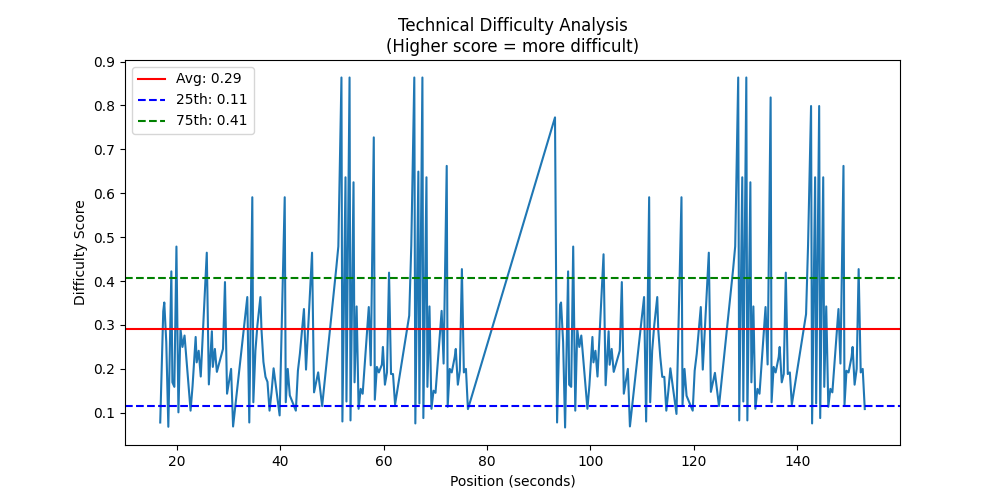 Technical Difficulty Analysis
(Higher score = more difficult)
Avg: 0.29
25th: 0.11
75th: 0.41
Difficulty Score
0.9
0.8
0.7
0.6
0.5
0.4
0.3
0.2
0.1
20 40 60 80 100 120 140
Position (seconds)